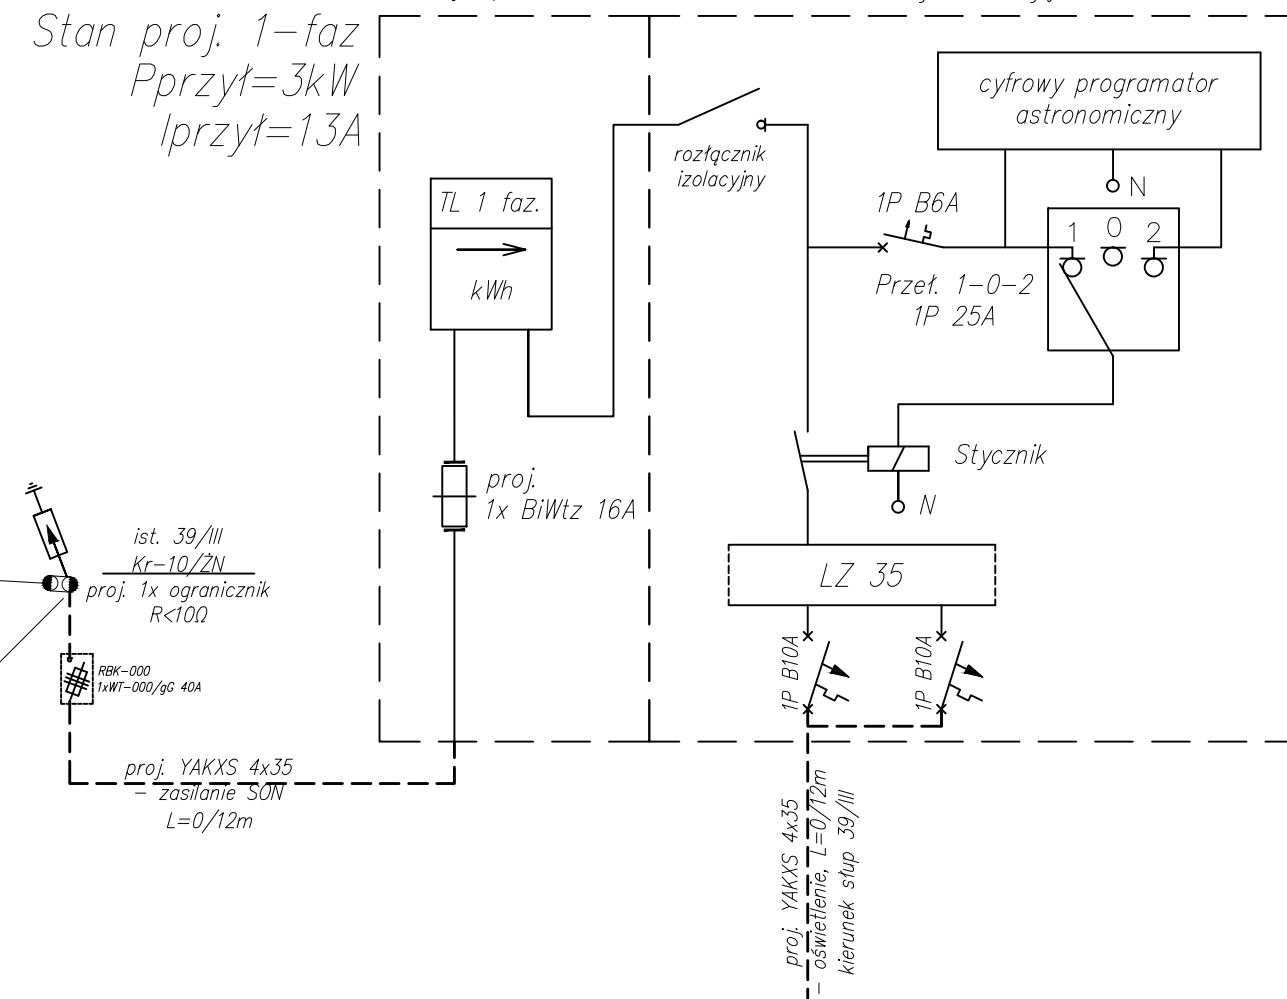 Stan proj. 1-faz
Pprzył=3kW
Iprzył=13A
cyfrowy programator
astronomiczny
rozłącznik
izolacyjny
N
TL 1 faz.
kWh
1P B6A
1 0 2
Przeł. 1-0-2
1P 25A
Stycznik
N
proj.
1x BiWtz 16A
ist. 39/III
Kr-10/ŻN
proj. 1x ogranicznik
R<10Ω
LZ 35
1P B10A
1P B10A
RBK-000
1xWT-000/gG 40A
proj. YAKXS 4x35
- zasilanie SON
L=0/12m
proj. YAKXS 4x35
- oświetlenie, L=0/12m
kierunek słup 39/III